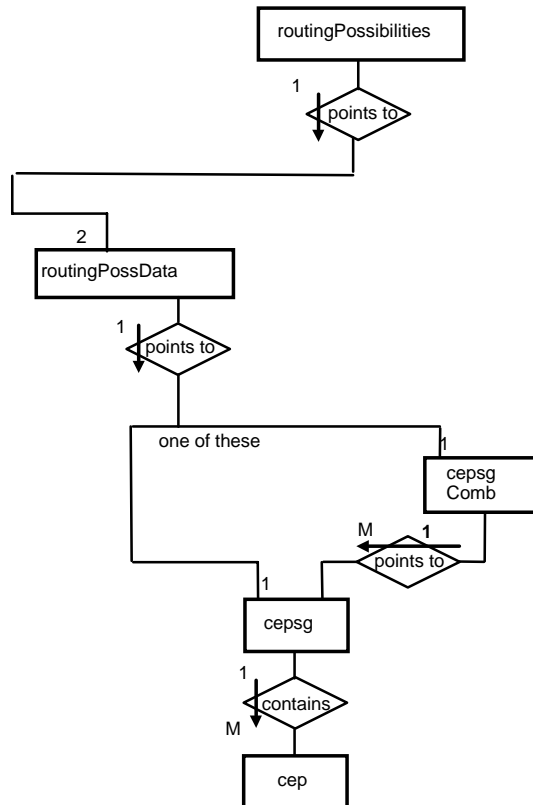 routingPossibilities
1
points to
2
routingPossData
1
points to
one of these
1
cepsg
Comb
M
1
points to
1
cepsg
1
contains
M
cep